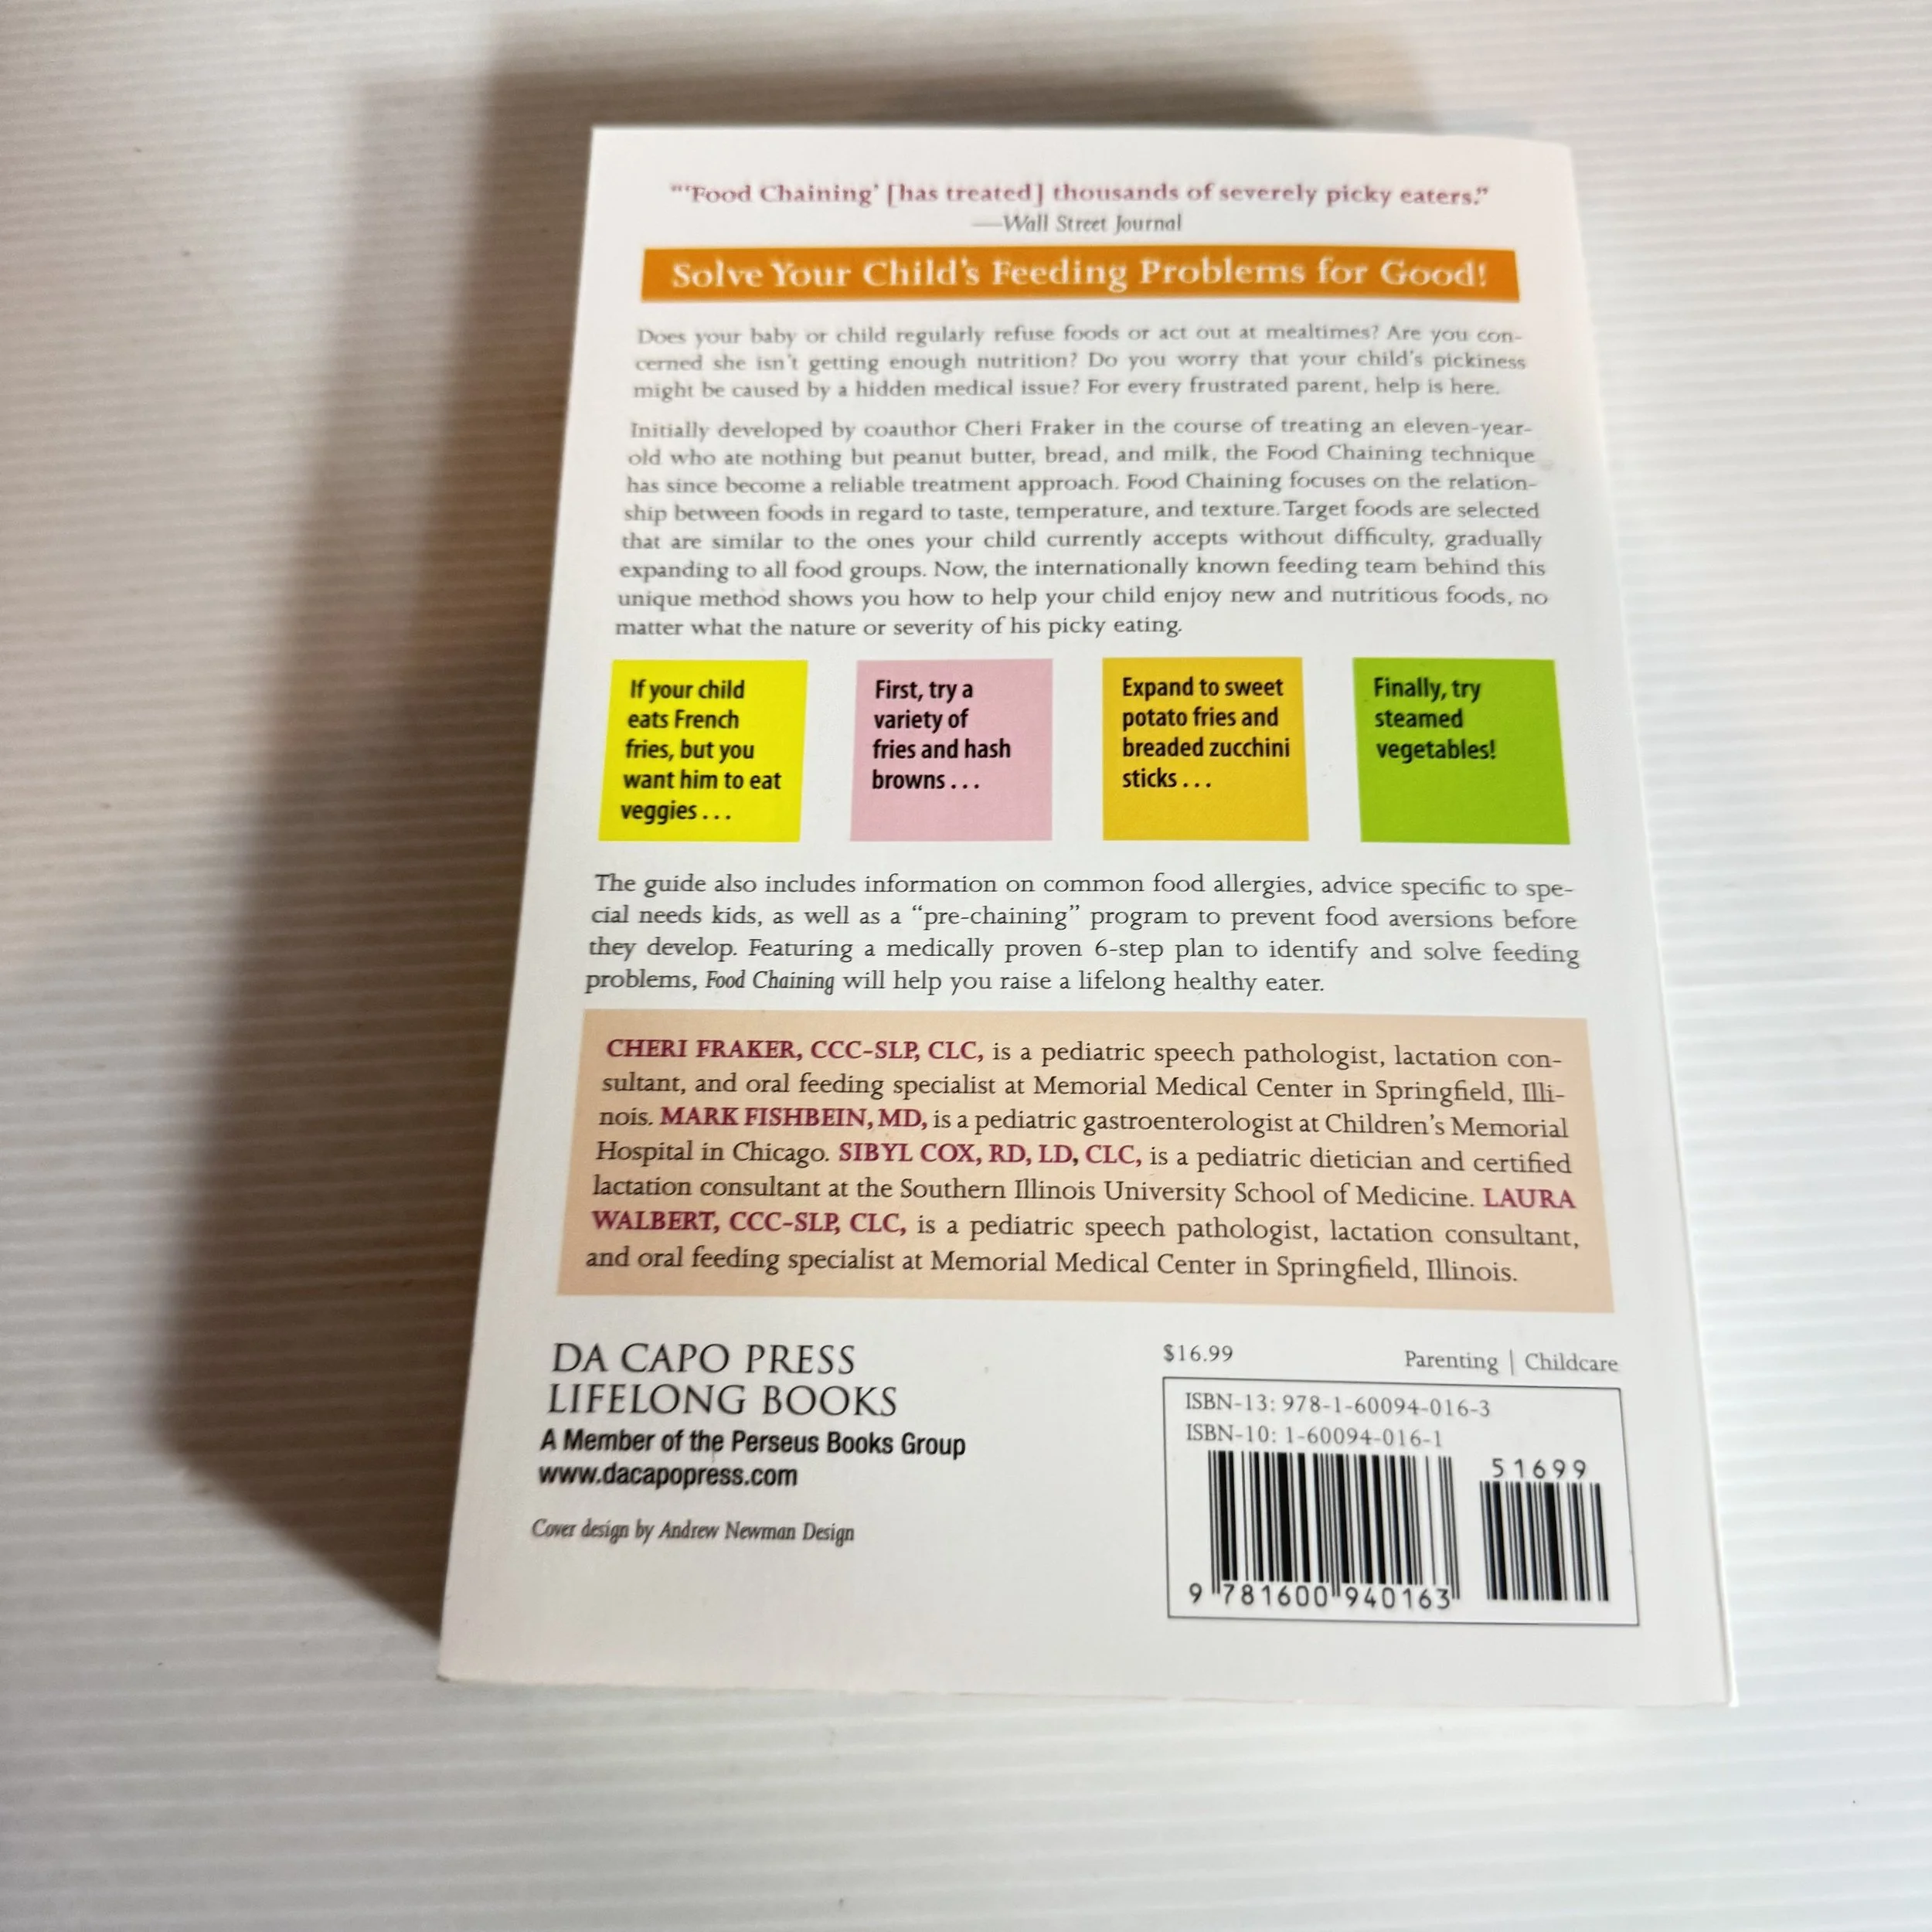 "'Food Chaining' [has treated] thousands of severely picky eaters."
—Wall Street Journal
Solve Your Child's Feeding Problems for Good!
Does your baby or child regularly refuse foods or act out at mealtimes? Are you con-
cerned she isn't getting enough nutrition? Do you worry that your child's pickiness
might be caused by a hidden medical issue? For every frustrated parent, help is here.
Initially developed by coauthor Cheri Fraker in the course of treating an eleven-year-
old who ate nothing but peanut butter, bread, and milk, the Food Chaining technique
has since become a reliable treatment approach. Food Chaining focuses on the relation-
ship between foods in regard to taste, temperature, and texture. Target foods are selected
that are similar to the ones your child currently accepts without difficulty, gradually
expanding to all food groups. Now, the internationally known feeding team behind this
unique method shows you how to help your child enjoy new and nutritious foods, no
matter what the nature or severity of his picky eating.
If your child
eats French
fries, but you
want him to eat
veggies . . .
First, try a
variety of
fries and hash
browns . . .
Expand to sweet
potato fries and
breaded zucchini
sticks . . .
Finally, try
steamed
vegetables!
The guide also includes information on common food allergies, advice specific to spe-
cial needs kids, as well as a "pre-chaining" program to prevent food aversions before
they develop. Featuring a medically proven 6-step plan to identify and solve feeding
problems, Food Chaining will help you raise a lifelong healthy eater.
CHERI FRAKER, CCC-SLP, CLC, is a pediatric speech pathologist, lactation con-
sultant, and oral feeding specialist at Memorial Medical Center in Springfield, Illi-
nois. MARK FISHBEIN, MD, is a pediatric gastroenterologist at Children's Memorial
Hospital in Chicago. SIBYL COX, RD, LD, CLC, is a pediatric dietician and certified
lactation consultant at the Southern Illinois University School of Medicine. LAURA
WALBERT, CCC-SLP, CLC, is a pediatric speech pathologist, lactation consultant,
and oral feeding specialist at Memorial Medical Center in Springfield, Illinois.
DA CAPO PRESS
LIFELONG BOOKS
A Member of the Perseus Books Group
www.dacapopress.com
Cover design by Andrew Newman Design
$16.99
Parenting | Childcare
ISBN-13: 978-1-60094-016-3
ISBN-10: 1-60094-016-1
51699
9 781600 940163